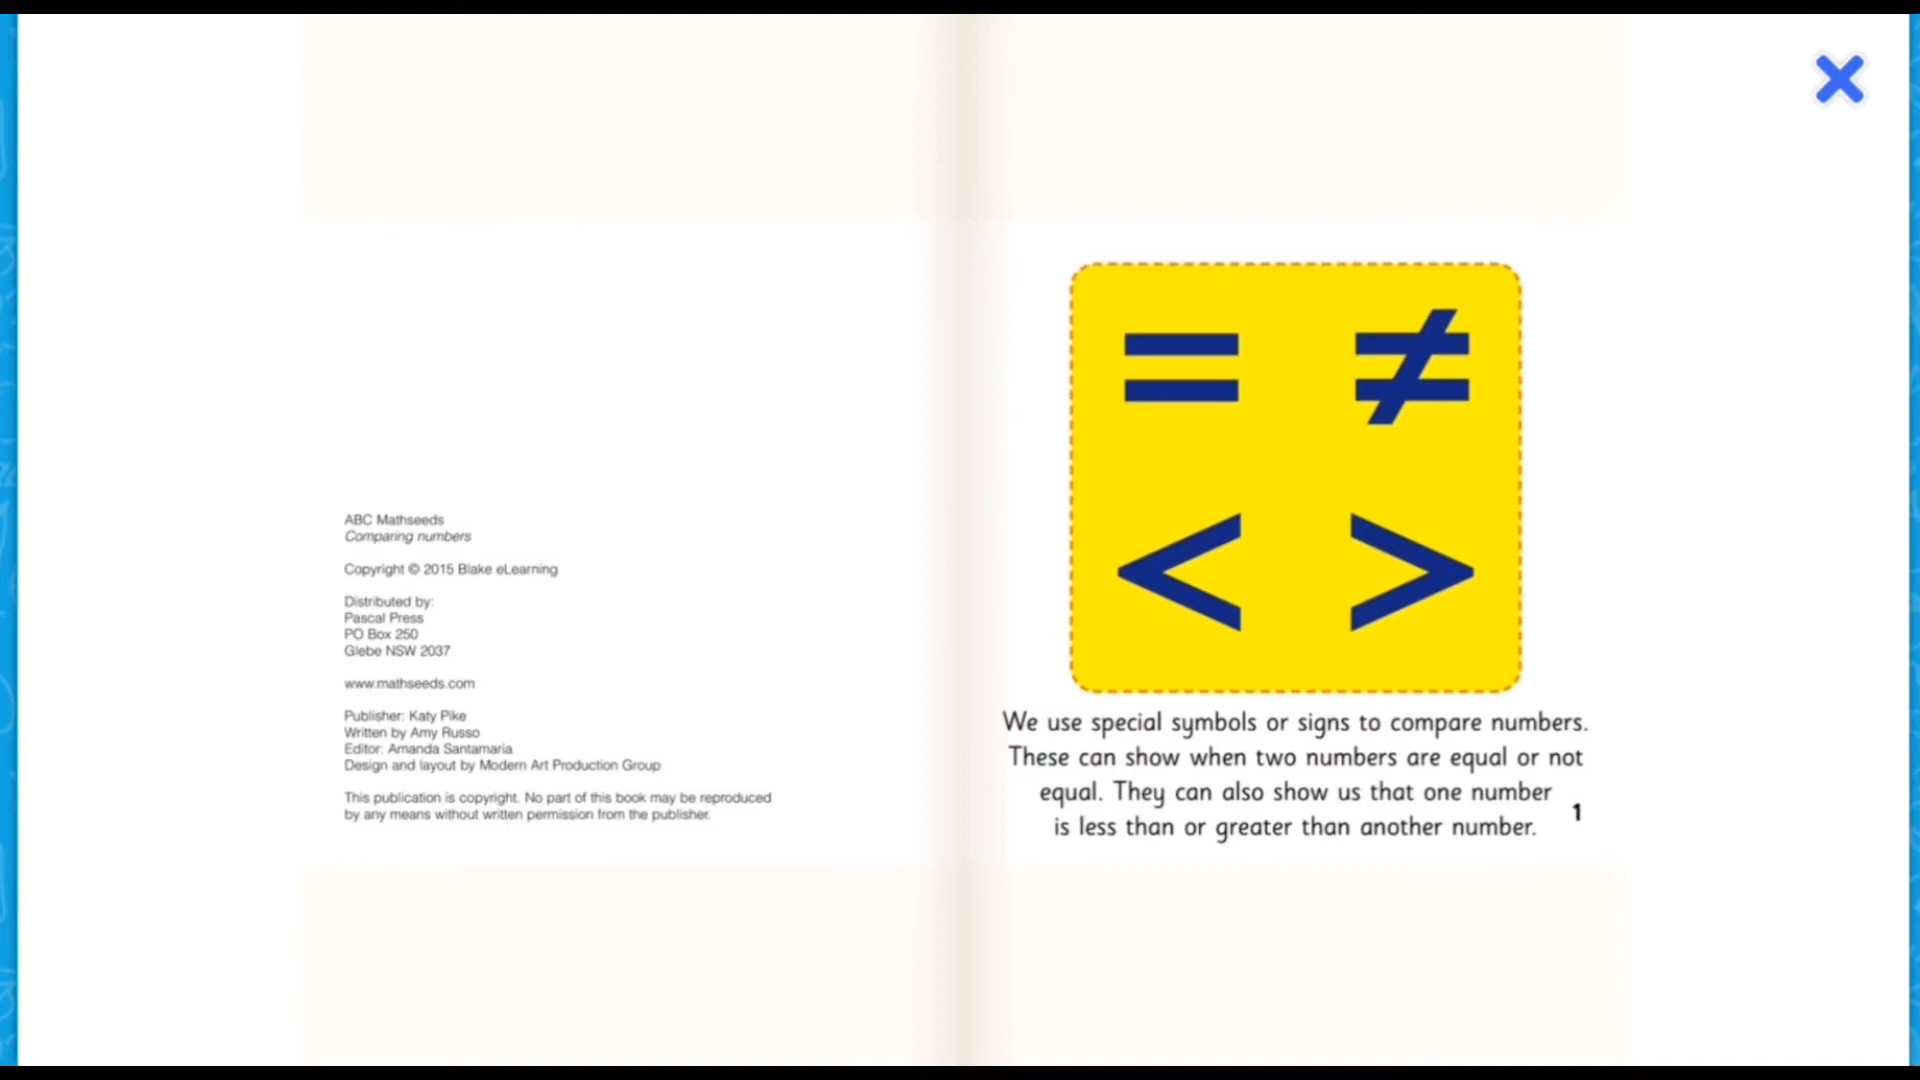 ABC Mathseeds
Comparing numbers
Copyright © 2015 Blake eLearning
Distributed by:
Pascal Press
PO Box 250
Glebe NSW 2037
www.mathseeds.com
Publisher: Katy Pike
Written by Amy Russo
Editor: Amanda Santamaria
Design and layout by Modern Art Production Group
This publication is copyright. No part of this book may be reproduced
by any means without written permission from the publisher.
= ≠
< >
We use special symbols or signs to compare numbers.
These can show when two numbers are equal or not
equal. They can also show us that one number
is less than or greater than another number.
1